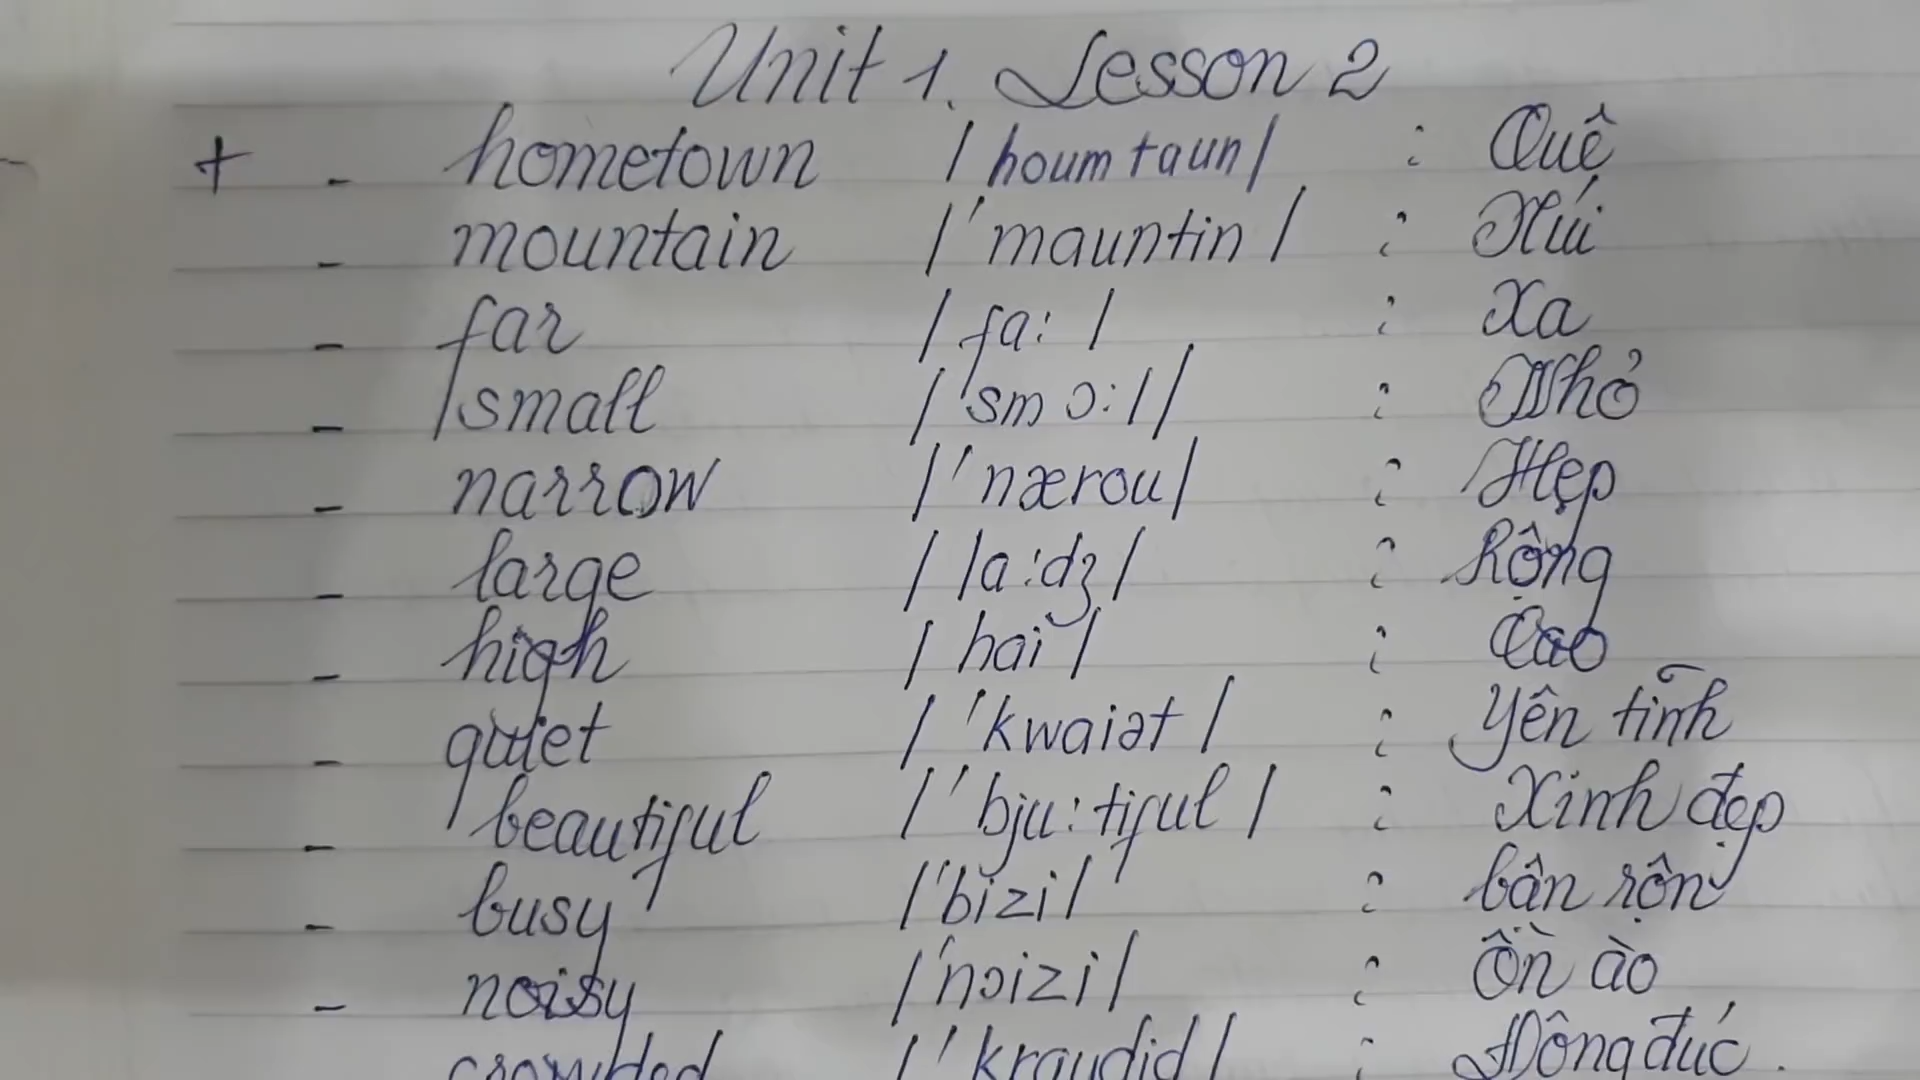 Unit 1. Lesson 2
+ - hometown / houm taun / : Quê
- mountain /' mauntin / : Núi
- far / fa: / : Xa
- small / 'smɔ:l / : Nhỏ
- narrow /' nærou / : Hẹp
- large / la:dʒ / : Rộng
- high / hai / : Cao
- quiet / 'kwaiət / : Yên tĩnh
- beautiful /' bju:tiful / : Xinh đẹp
- busy /'bizi / : bận rộn
- noisy /'nɔizi / : ồn ào
crowded /' kraudid / : Đông đúc.